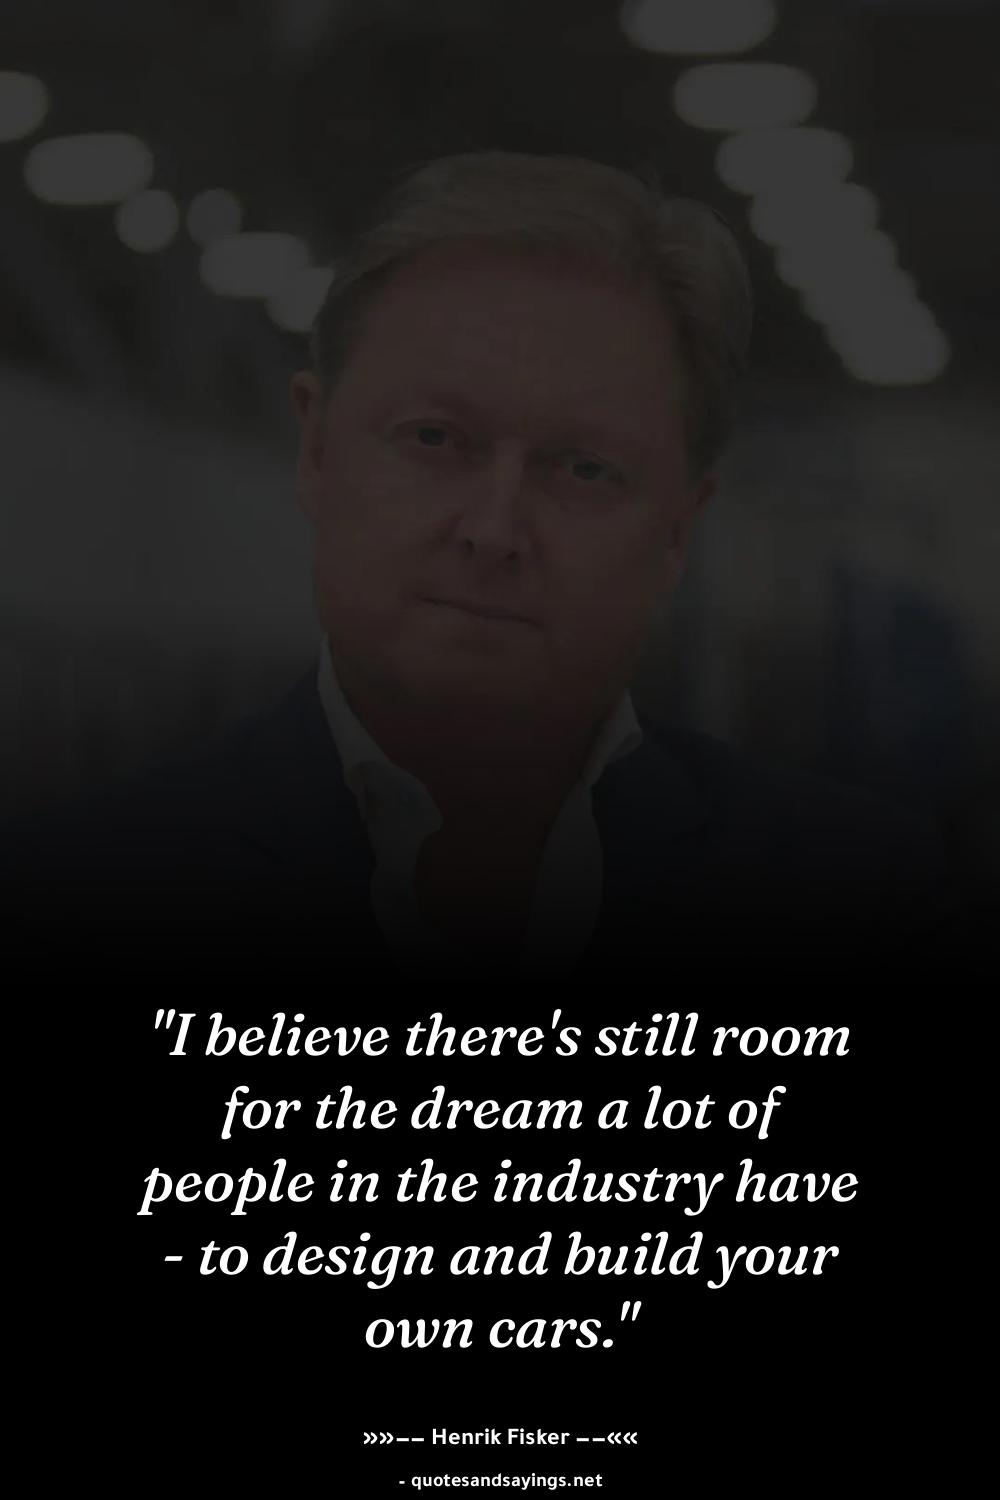 "I believe there's still room
for the dream a lot of
people in the industry have
- to design and build your
own cars."
»»–– Henrik Fisker ––««
- quotesandsayings.net